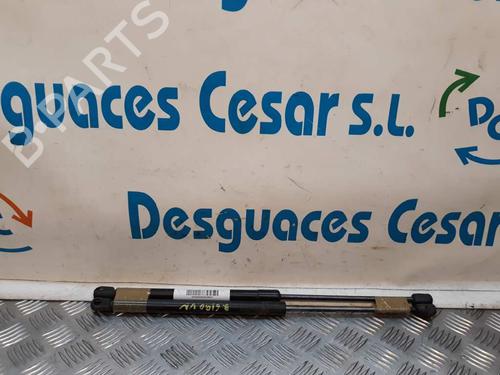 B PARTS
guaces Cesar s.L.
Desguaces Cesar